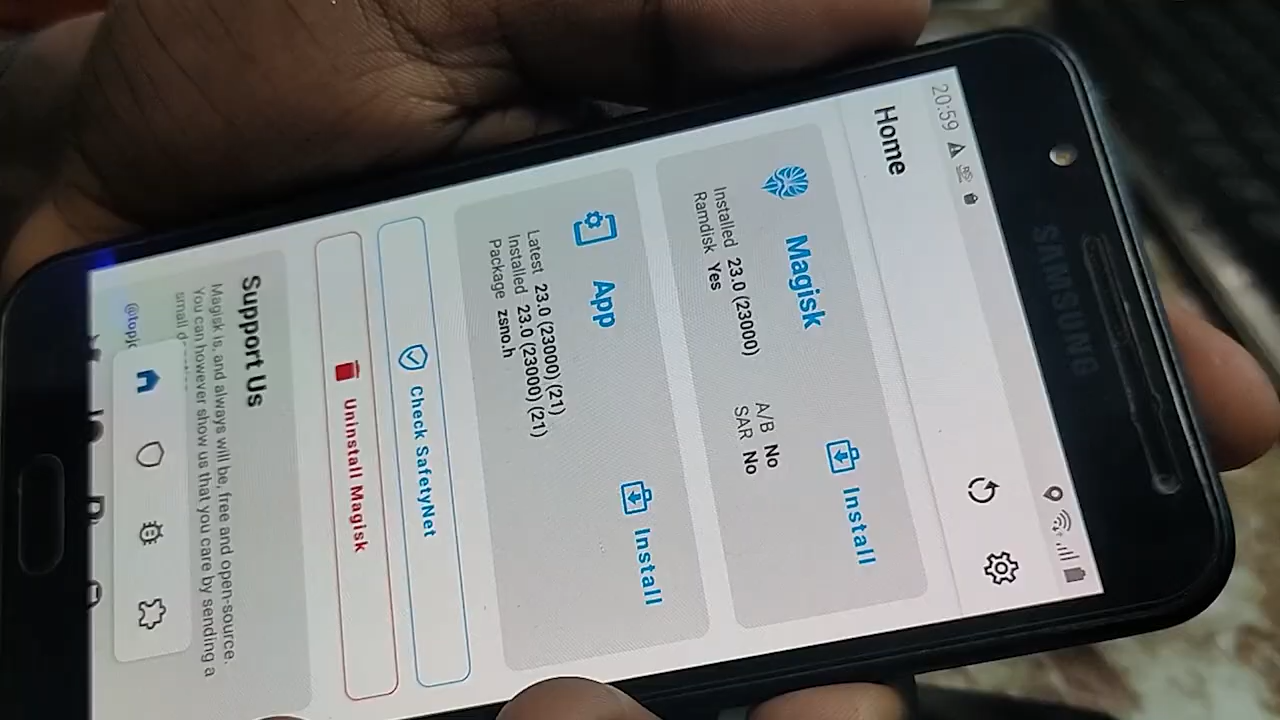 SAMSUNG
20:59
Home
Magisk
Install
Installed 23.0 (23000)
A/B No
Ramdisk Yes
SAR No
App
Install
Latest 23.0 (23000) (21)
Installed 23.0 (23000) (21)
Package zsno.h
Check SafetyNet
Uninstall Magisk
Support Us
Magisk is, and always will be, free and open-source.
You can however show us that you care by sending a
small